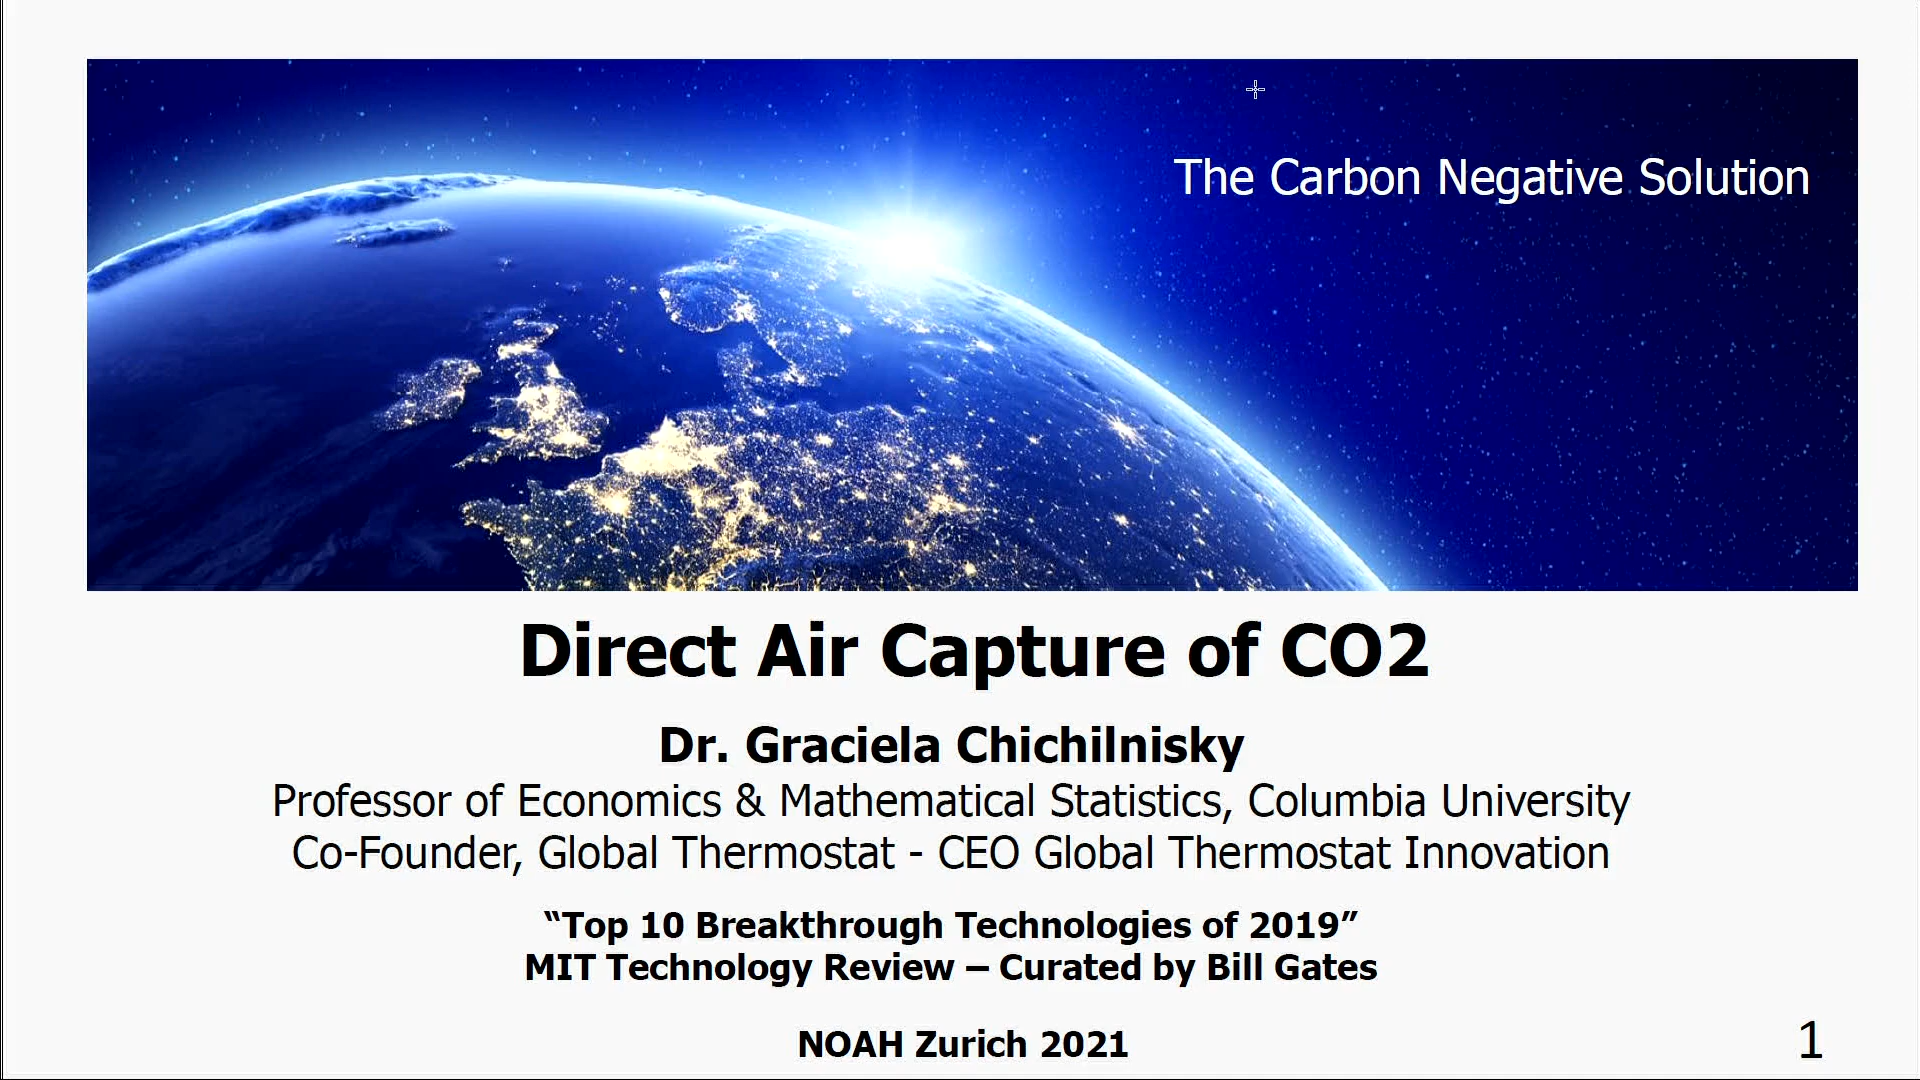 The Carbon Negative Solution
Direct Air Capture of CO2
Dr. Graciela Chichilnisky
Professor of Economics & Mathematical Statistics, Columbia University
Co-Founder, Global Thermostat - CEO Global Thermostat Innovation
“Top 10 Breakthrough Technologies of 2019”
MIT Technology Review – Curated by Bill Gates
NOAH Zurich 2021
1